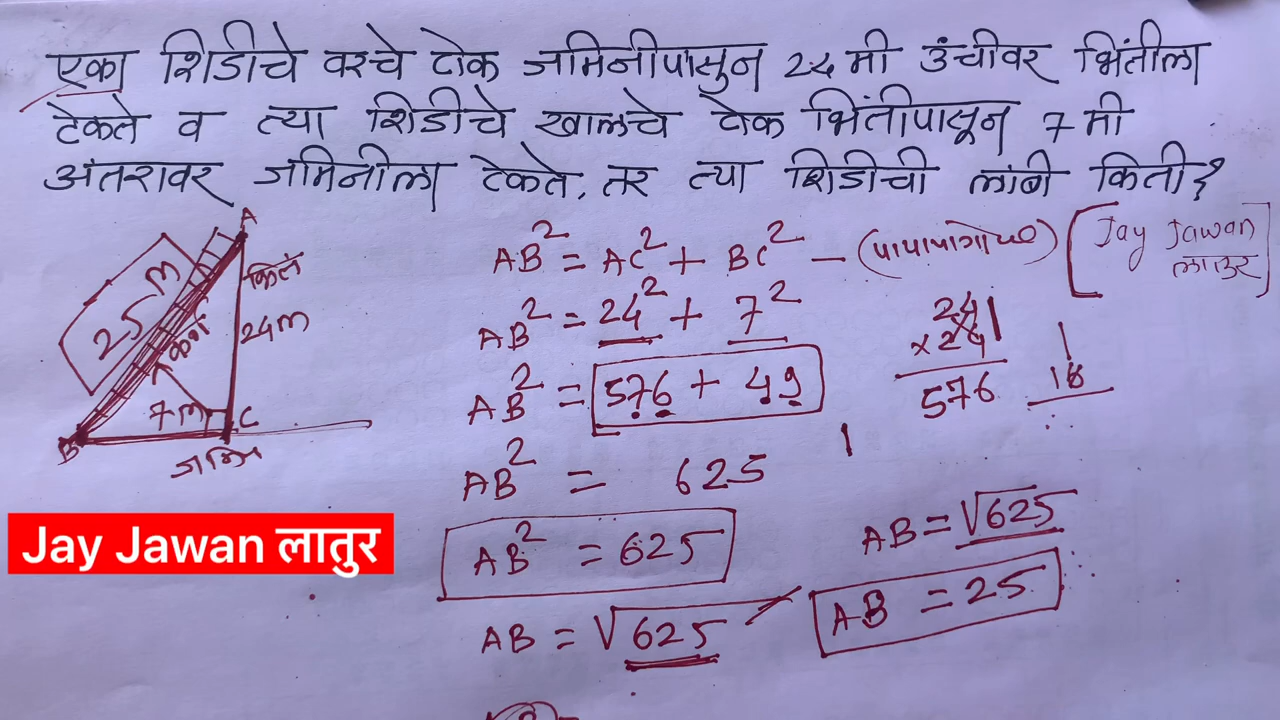 एका शिडीचे वरचे टोक जमिनीपासुन 24 मी उंचीवर भिंतीला
टेकते व त्या शिडीचे खालचे टोक भिंतीपासून 7 मी
अंतरावर जमिनीला टेकते. तर त्या शिडीची लांबी किती?
A
25 m
24m
7m
B
C
AB² = AC² + BC² – (पायथागोरस)
[Jay Jawan लातुर]
AB² = 24² + 7²
AB² = 576 + 49
24
×24
576
AB² = 625
AB² = 625
AB = √625
AB = √625
AB = 25
Jay Jawan लातुर